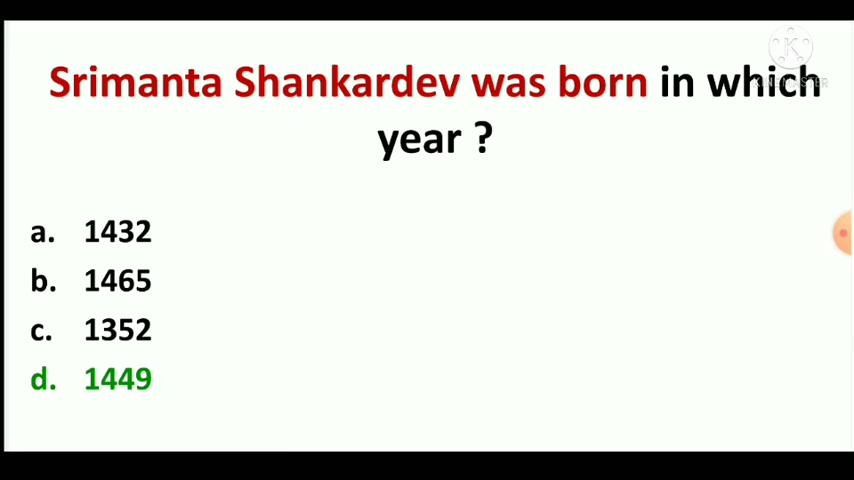 Srimanta Shankardev was born in which
year ?
a. 1432
b. 1465
c. 1352
d. 1449